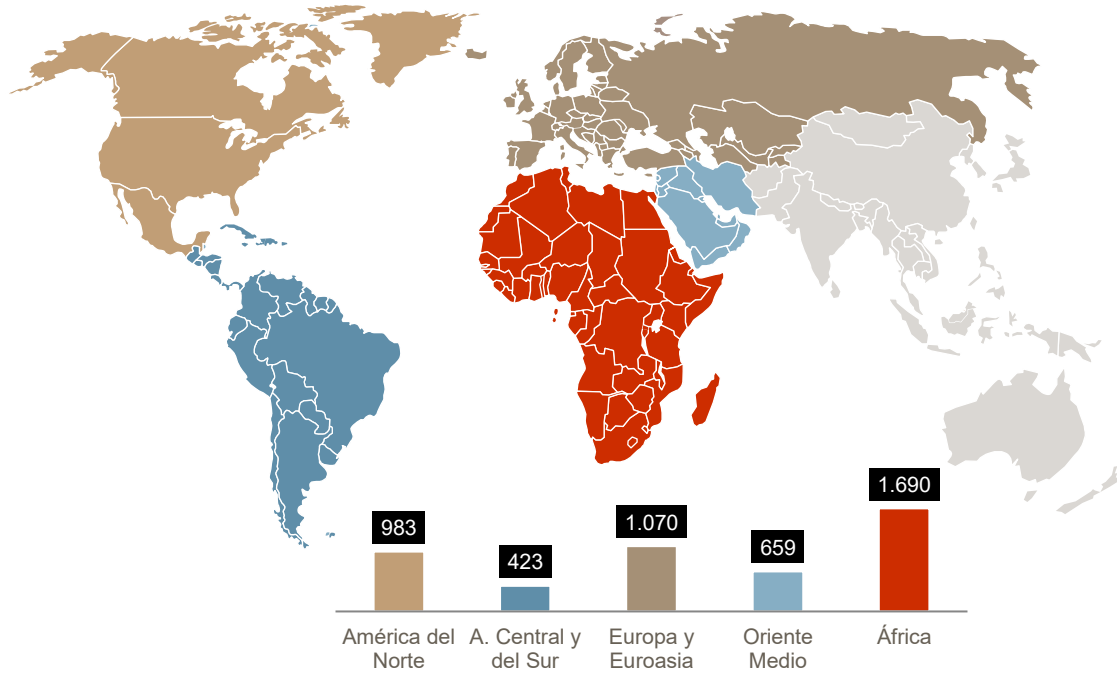 1.690
983
1.070
423
659
América del
Norte
A. Central y
del Sur
Europa y
Euroasia
Oriente
Medio
África